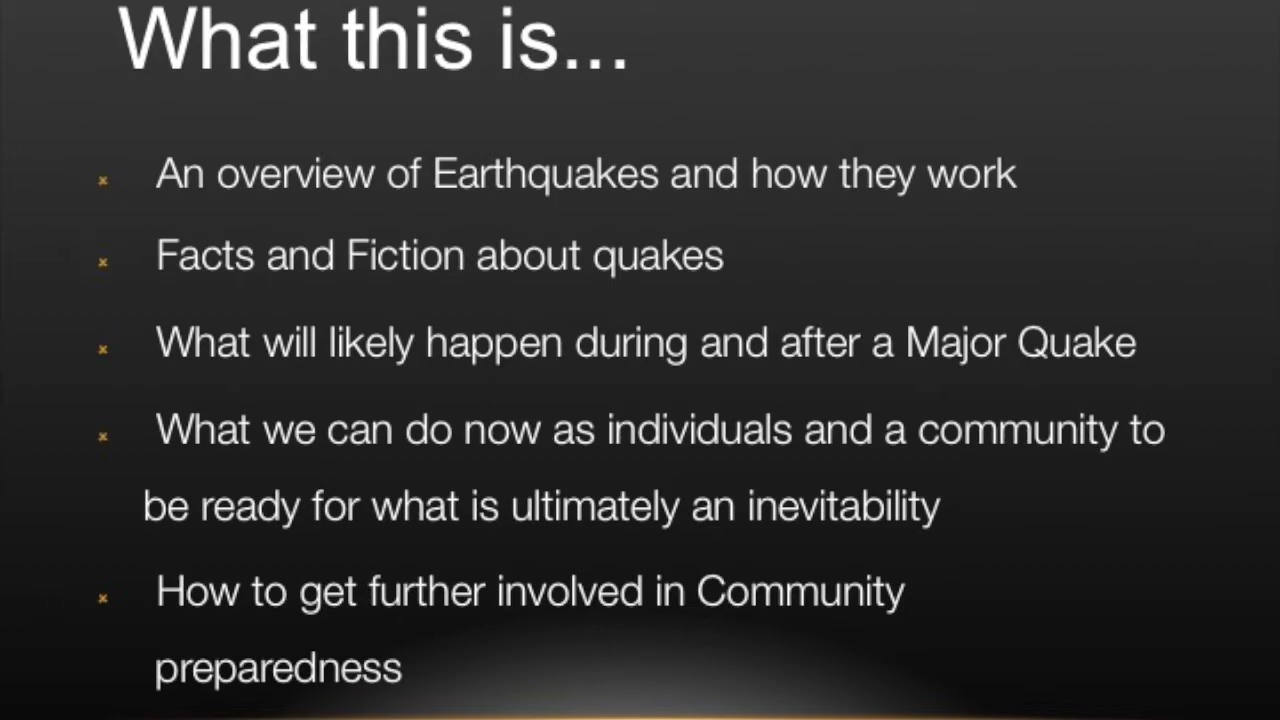 What this is...
An overview of Earthquakes and how they work
Facts and Fiction about quakes
What will likely happen during and after a Major Quake
What we can do now as individuals and a community to
be ready for what is ultimately an inevitability
How to get further involved in Community
preparedness